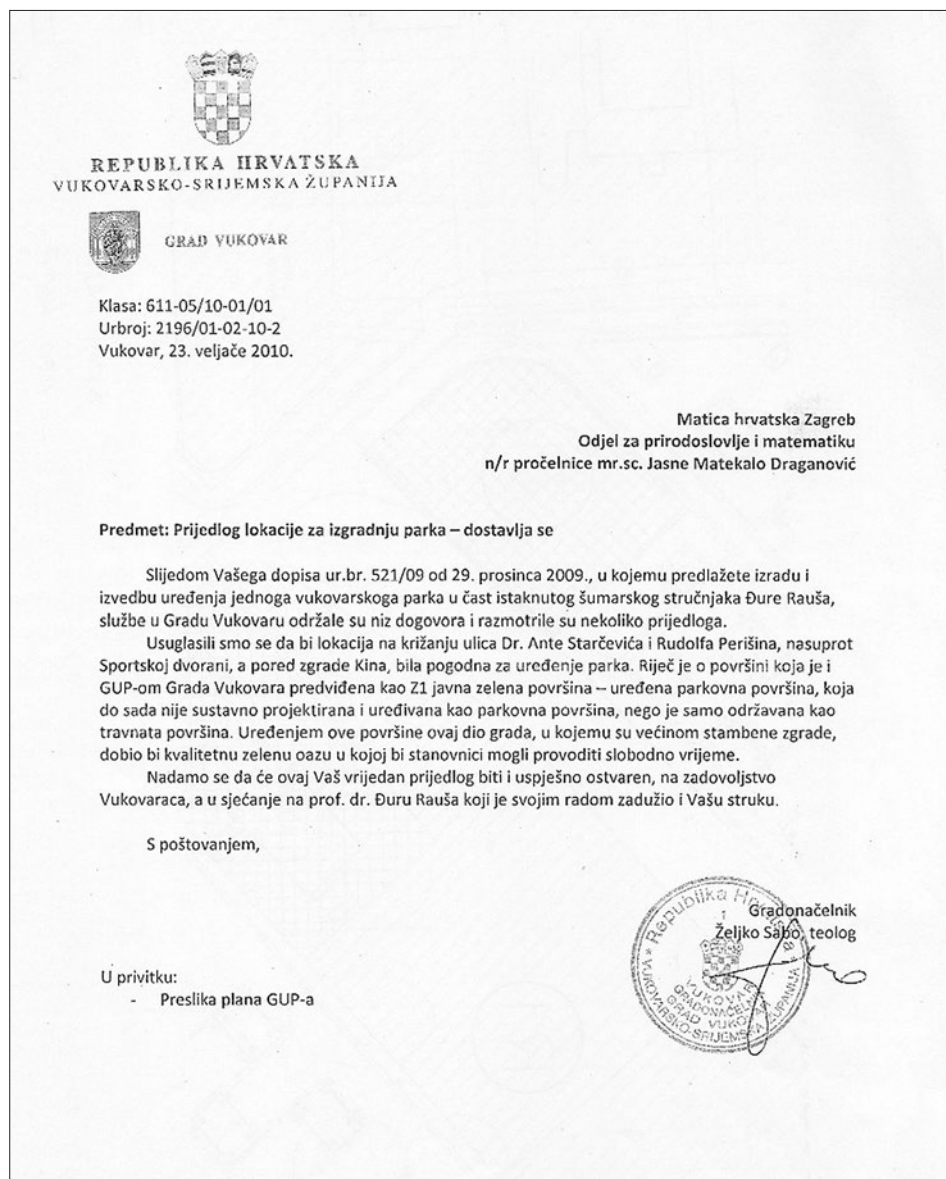 REPUBLIKA HRVATSKA
VUKOVARSKO-SRIJEMSKA ŽUPANIJA
GRAD VUKOVAR
Klasa: 611-05/10-01/01
Urbroj: 2196/01-02-10-2
Vukovar, 23. veljače 2010.
Matica hrvatska Zagreb
Odjel za prirodoslovlje i matematiku
n/r pročelnice mr.sc. Jasne Matekalo Draganović
Predmet: Prijedlog lokacije za izgradnju parka – dostavlja se
Slijedom Vašega dopisa ur.br. 521/09 od 29. prosinca 2009., u kojemu predlažete izradu i
izvedbu uređenja jednoga vukovarskoga parka u čast istaknutog šumarskog stručnjaka Đure Rauša,
službe u Gradu Vukovaru održale su niz dogovora i razmotrile su nekoliko prijedloga.
Usuglasili smo se da bi lokacija na križanju ulica Dr. Ante Starčevića i Rudolfa Perišina, nasuprot
Sportskoj dvorani, a pored zgrade Kina, bila pogodna za uređenje parka. Riječ je o površini koja je i
GUP-om Grada Vukovara predviđena kao Z1 javna zelena površina – uređena parkovna površina, koja
do sada nije sustavno projektirana i uređivana kao parkovna površina, nego je samo održavana kao
travnata površina. Uređenjem ove površine ovaj dio grada, u kojemu su većinom stambene zgrade,
dobio bi kvalitetnu zelenu oazu u kojoj bi stanovnici mogli provoditi slobodno vrijeme.
Nadamo se da će ovaj Vaš vrijedan prijedlog biti i uspješno ostvaren, na zadovoljstvo
Vukovaraca, a u sjećanje na prof. dr. Đuru Rauša koji je svojim radom zadužio i Vašu struku.
S poštovanjem,
Gradonačelnik
Željko Sabo, teolog
Republika Hrvatska
VUKOVARSKO-SRIJEMSKA ŽUPANIJA
1
GRAD VUKOVAR
GRADONAČELNIK
VUKOVAR
U privitku:
- Preslika plana GUP-a